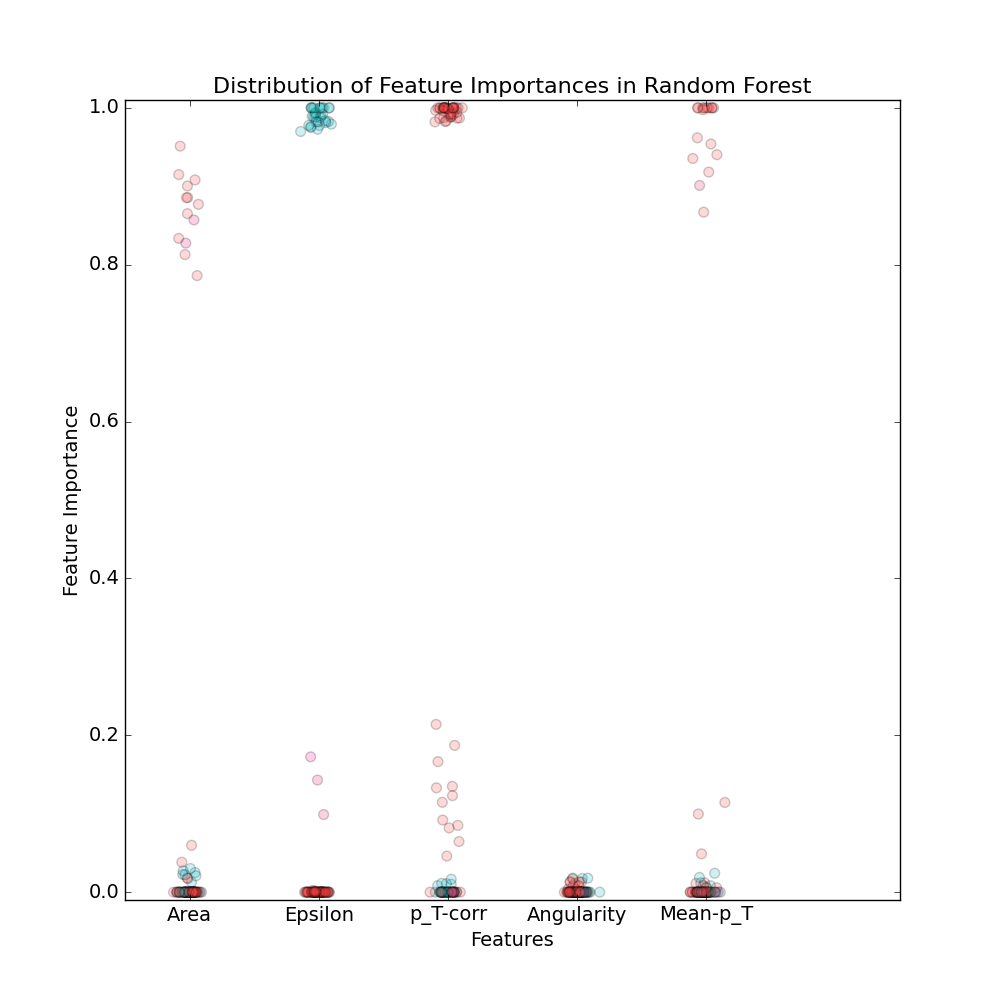 Distribution of Feature Importances in Random Forest
1.0
0.8
0.6
0.4
0.2
0.0
Feature Importance
Area Epsilon p_T-corr Angularity Mean-p_T
Features